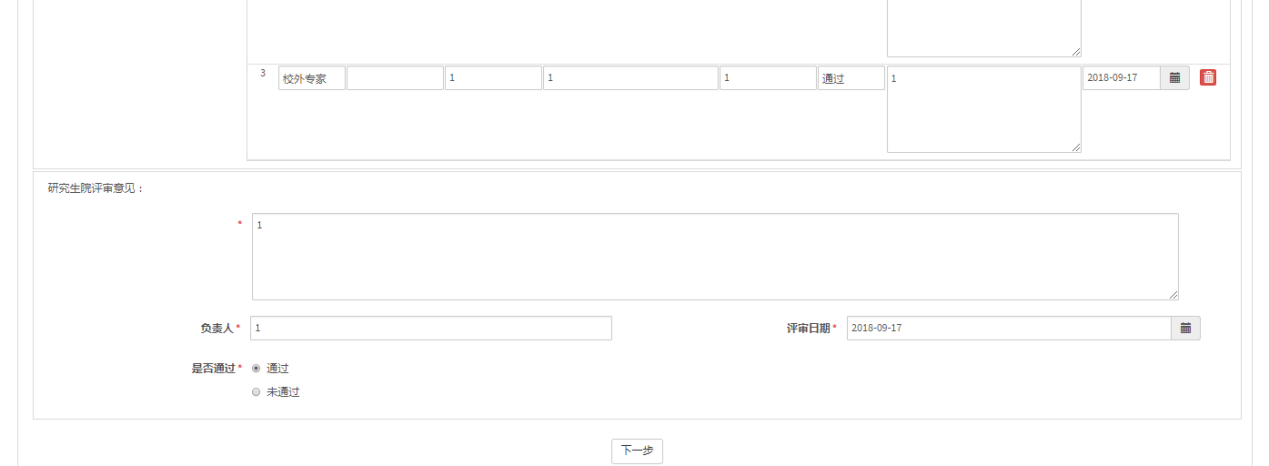 3 校外专家 1 1 1 通过 1 2018-09-17
研究生院评审意见：
* 1
负责人* 1 评审日期* 2018-09-17
是否通过* 通过
未通过
下一步